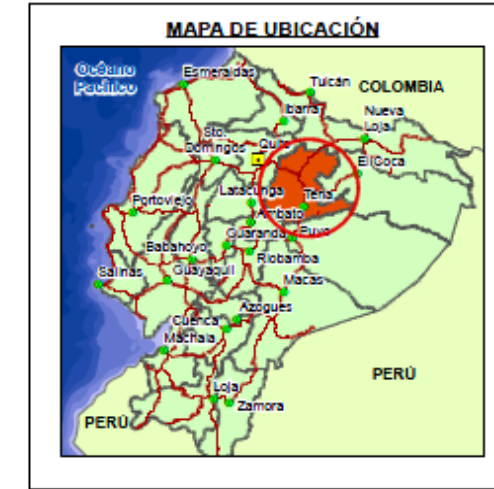 MAPA DE UBICACIÓN
Océano
Pacífico
Esmeraldas
Tulcán
COLOMBIA
Ibarra
Nueva
Loja
Sto.
Domingos
Quito
El Coca
Latacunga
Tena
Portoviejo
Ambato
Guaranda
Puyo
Babahoyo
Riobamba
Salinas
Guayaquil
Macas
Azogues
Cuenca
Machala
PERÚ
Loja
Zamora
PERÚ